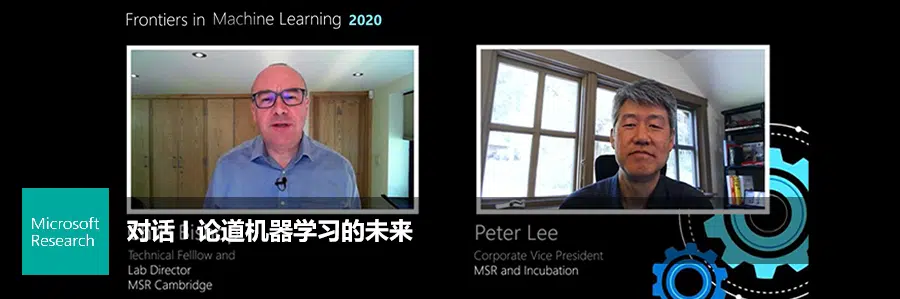 Frontiers in Machine Learning 2020
Microsoft
Research
对话丨论道机器学习的未来
Technical Felllow and
Lab Director
MSR Cambridge
Peter Lee
Corporate Vice President
MSR and Incubation